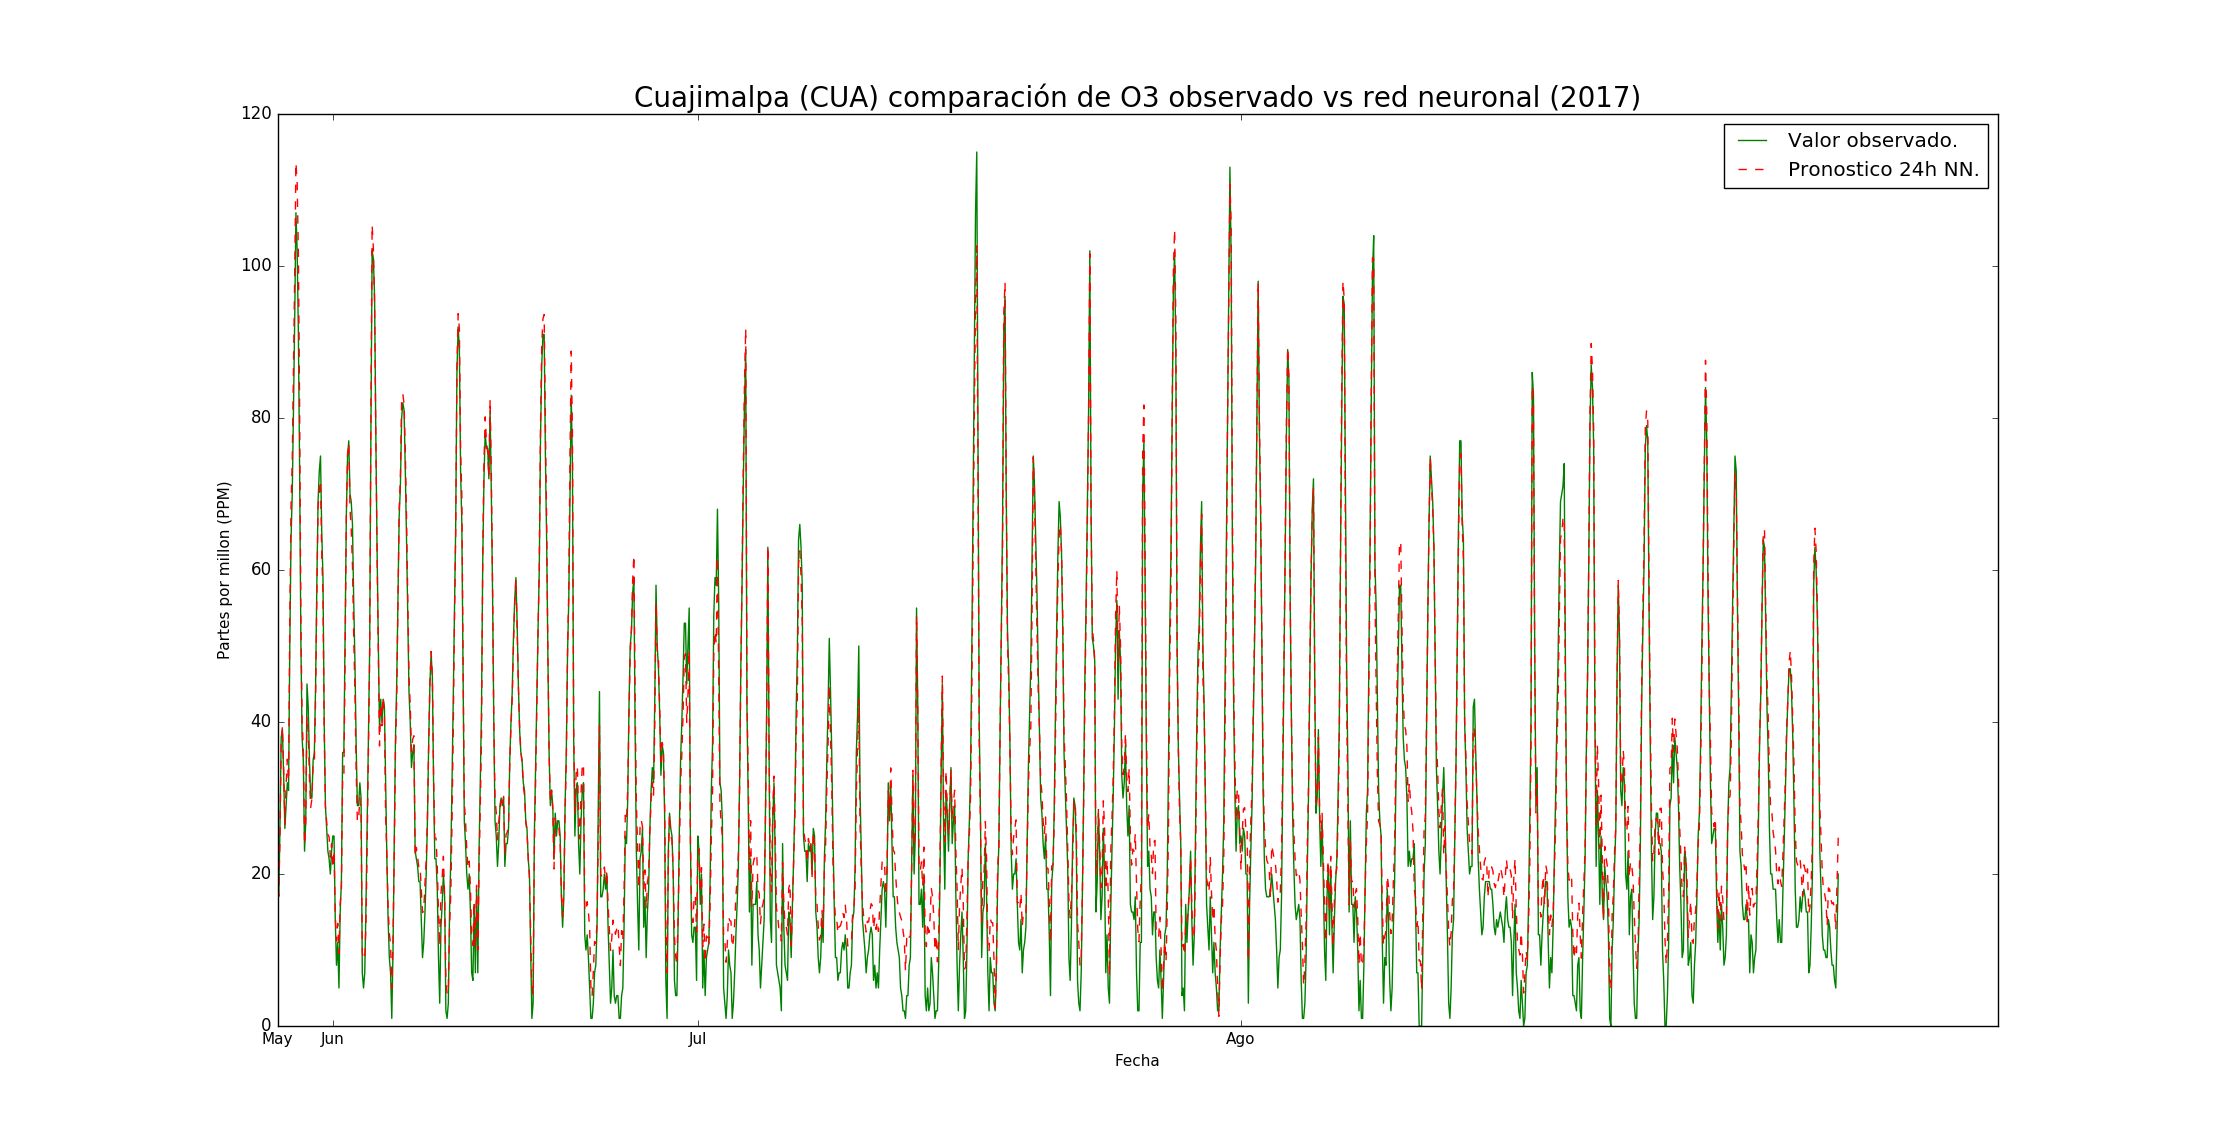 Cuajimalpa (CUA) comparación de O3 observado vs red neuronal (2017)
Valor observado.
Pronostico 24h NN.
120
100
80
60
40
20
0
Partes por millon (PPM)
May Jun Jul Ago
Fecha